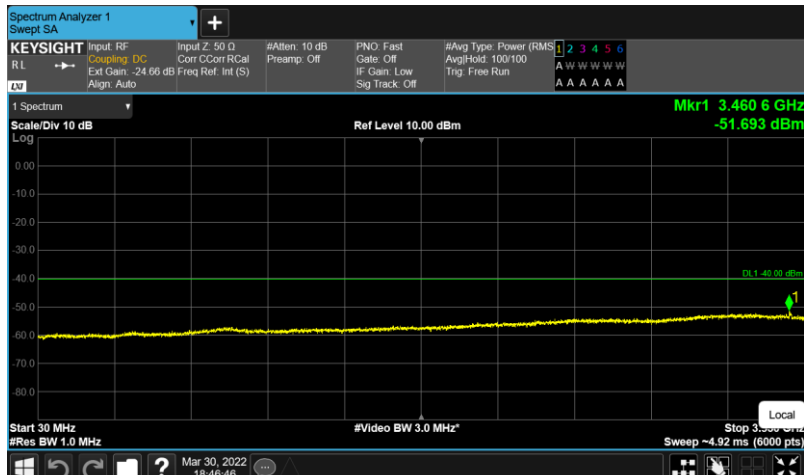 Spectrum Analyzer 1
Swept SA
+
KEYSIGHT
RL
LXI
Input: RF
Coupling: DC
Ext Gain: -24.66 dB
Align: Auto
Input Z: 50 Ω
Corr CCorr RCal
Freq Ref: Int (S)
#Atten: 10 dB
Preamp: Off
PNO: Fast
Gate: Off
IF Gain: Low
Sig Track: Off
#Avg Type: Power (RMS
Avg|Hold: 100/100
Trig: Free Run
1 2 3 4 5 6
A W W W W W
A A A A A A
1 Spectrum
Mkr1 3.460 6 GHz
-51.693 dBm
Scale/Div 10 dB
Ref Level 10.00 dBm
Log
0.00
-10.0
-20.0
-30.0
-40.0
DL1 -40.00 dBm
-50.0
1
-60.0
-70.0
-80.0
Local
Start 30 MHz
#Video BW 3.0 MHz*
Stop
#Res BW 1.0 MHz
Sweep ~4.92 ms (6000 pts)
?
Mar 30, 2022
18:46:46